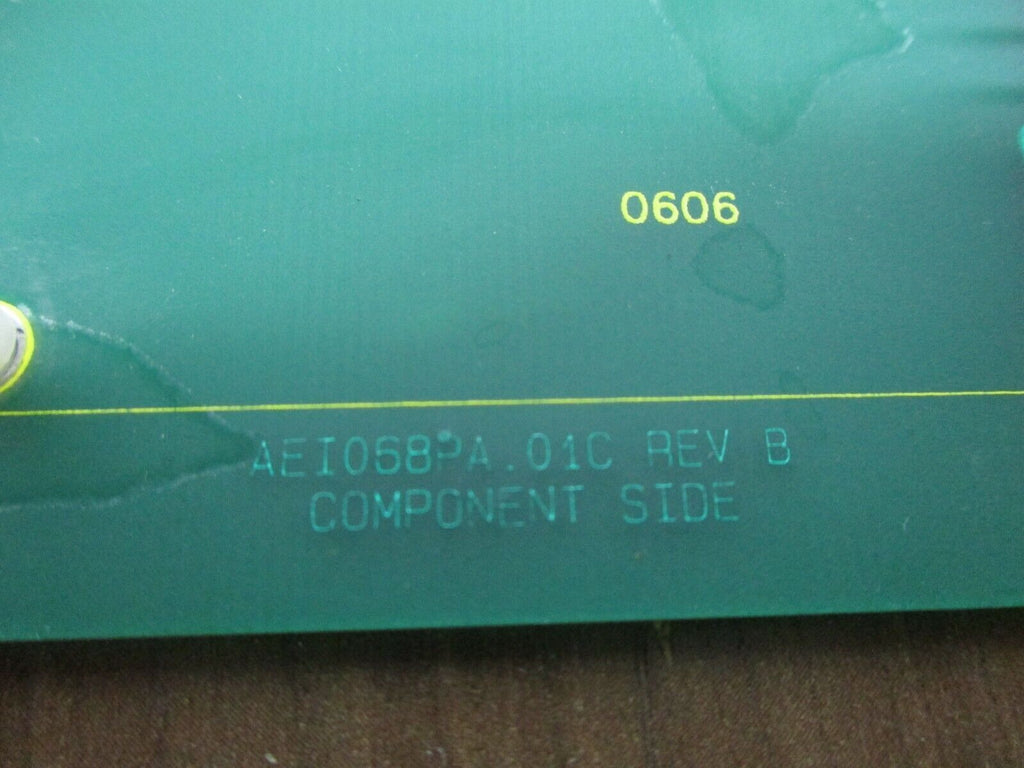 0606
AEI068PA.01C REV B
COMPONENT SIDE